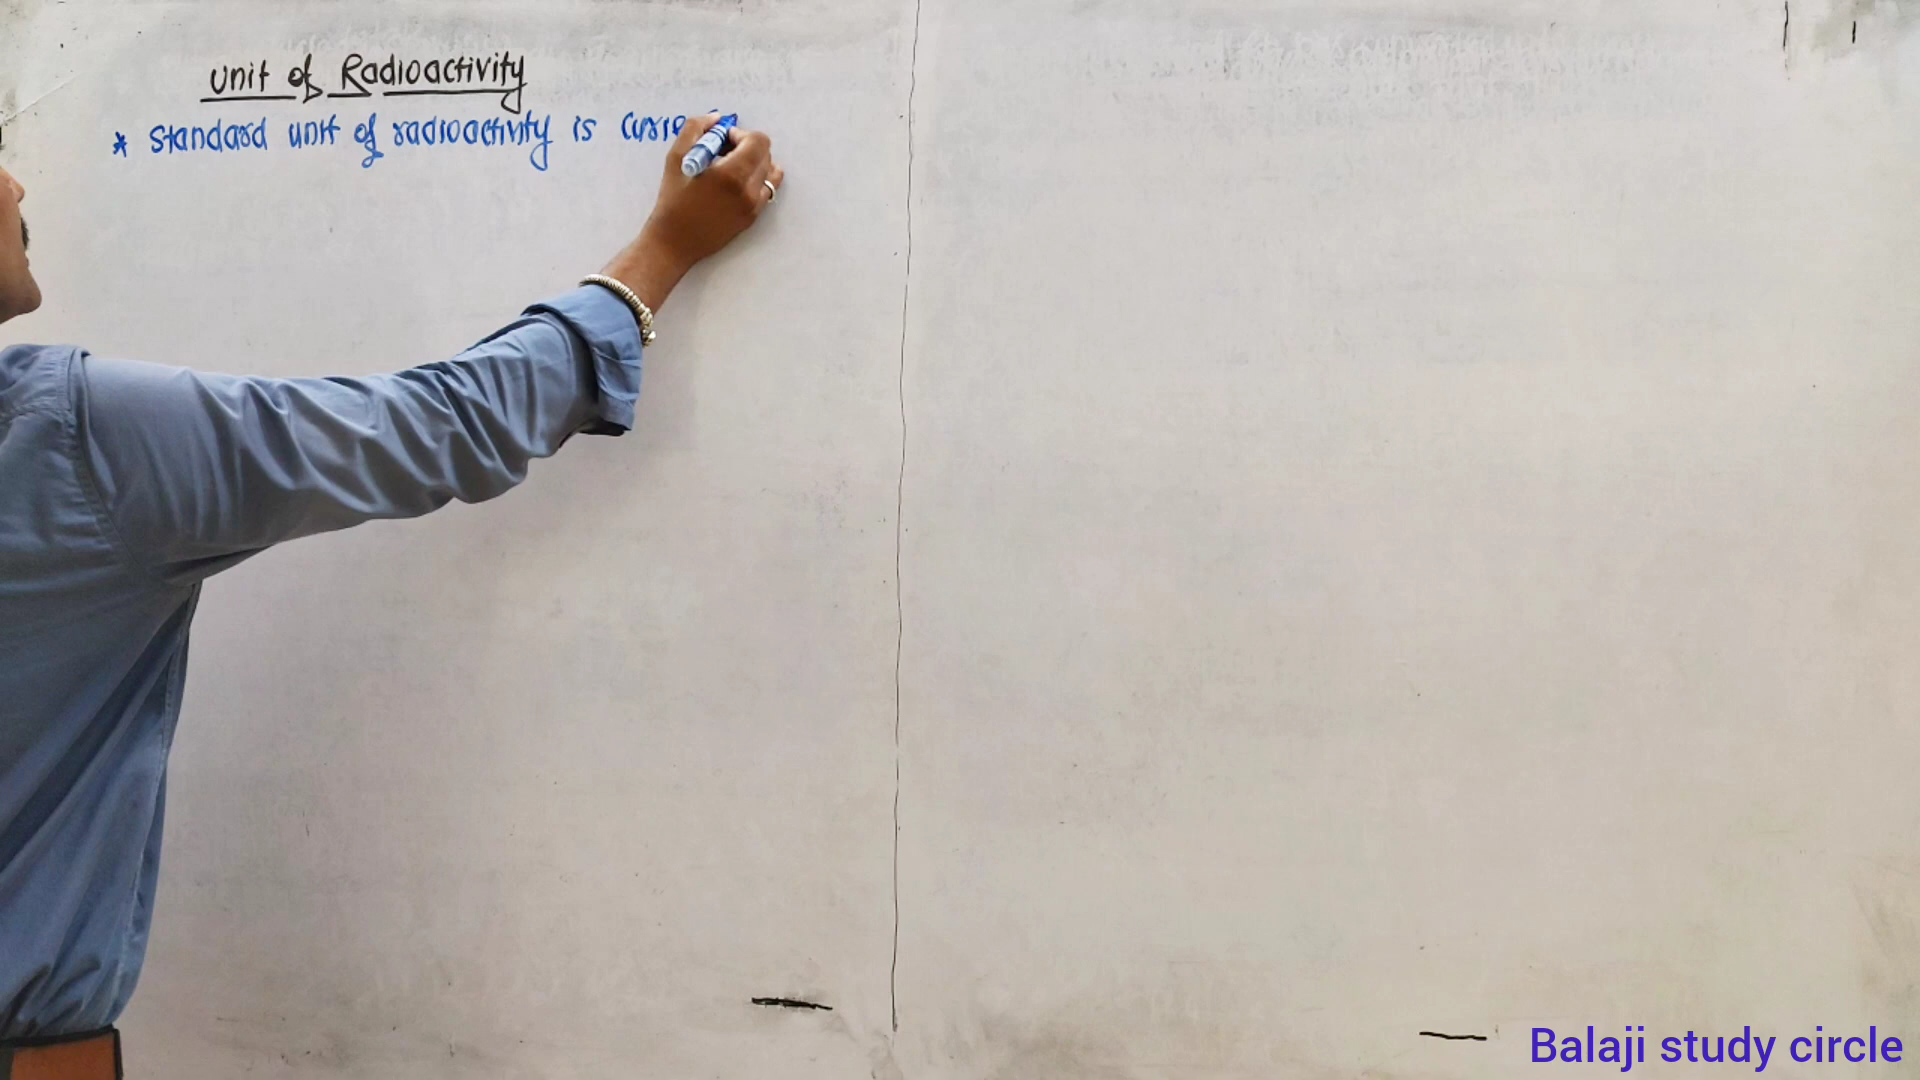 Unit of Radioactivity
* Standard unit of radioactivity is Curie
Balaji study circle